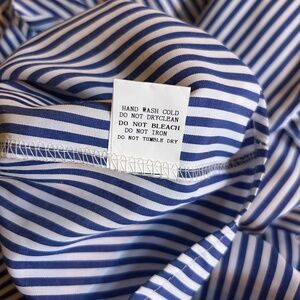 HAND WASH COLD
DO NOT DRYCLEAN
DO NOT BLEACH
DO NOT IRON
DO NOT TUMBLE DRY